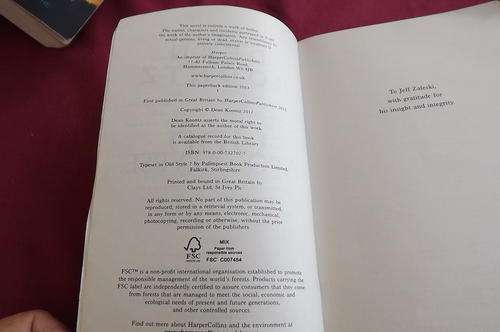 This novel is entirely a work of fiction.
The names, characters and incidents portrayed in it are
the work of the author's imagination. Any resemblance to
actual persons, living or dead, events or localities is
entirely coincidental.
Harper
An imprint of HarperCollinsPublishers
77-85 Fulham Palace Road,
Hammersmith, London W6 8JB
www.harpercollins.co.uk
This paperback edition 2013
First published in Great Britain by HarperCollinsPublishers 2011
Copyright © Dean Koontz 2011
Dean Koontz asserts the moral right to
be identified as the author of this work
A catalogue record for this book
is available from the British Library
ISBN: 978-0-00-732702-7
Typeset in Old Style 7 by Palimpsest Book Production Limited,
Falkirk, Stirlingshire
Printed and bound in Great Britain by
Clays Ltd, St Ives Plc
All rights reserved. No part of this publication may be
reproduced, stored in a retrieval system, or transmitted,
in any form or by any means, electronic, mechanical,
photocopying, recording or otherwise, without the prior
permission of the publishers.
FSC
MIX
Paper from
responsible sources
FSC C007454
FSC™ is a non-profit international organisation established to promote
the responsible management of the world's forests. Products carrying the
FSC label are independently certified to assure consumers that they come
from forests that are managed to meet the social, economic and
ecological needs of present and future generations,
and other controlled sources.
Find out more about HarperCollins and the environment at
To Jeff Zaleski,
with gratitude for
his insight and integrity